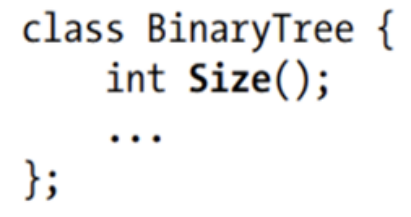 class BinaryTree {
    int Size();
    ...
};